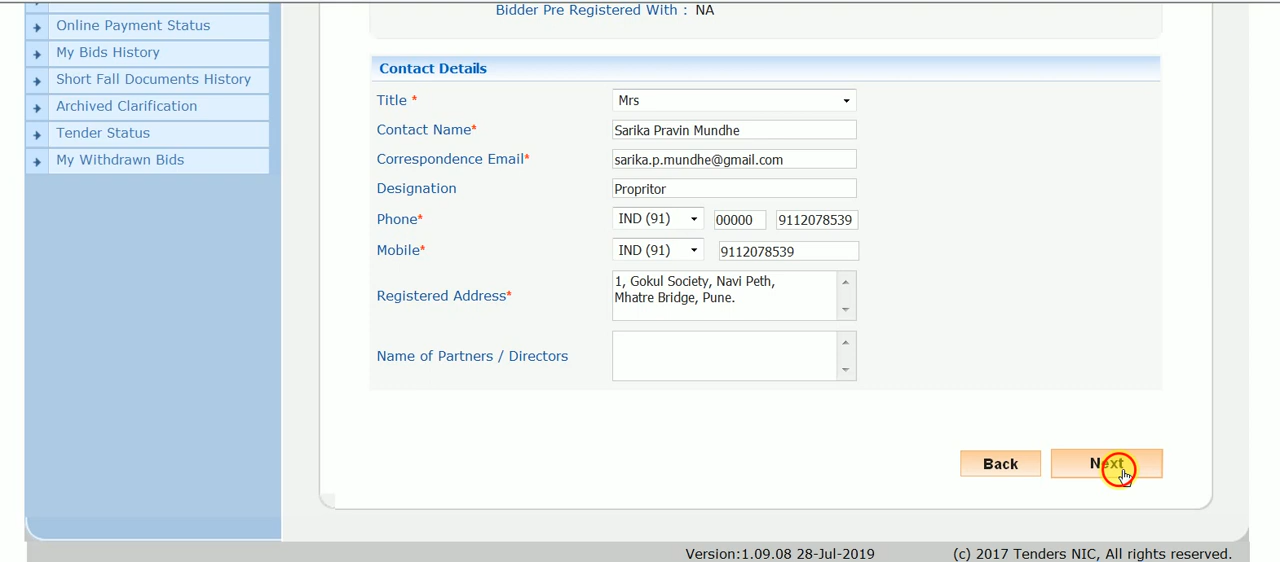 Bidder Pre Registered With : NA
Online Payment Status
My Bids History
Short Fall Documents History
Archived Clarification
Tender Status
My Withdrawn Bids
Contact Details
Title * Mrs
Contact Name* Sarika Pravin Mundhe
Correspondence Email* sarika.p.mundhe@gmail.com
Designation Propritor
Phone* IND (91) 00000 9112078539
Mobile* IND (91) 9112078539
Registered Address* 1, Gokul Society, Navi Peth,
Mhatre Bridge, Pune.
Name of Partners / Directors
Back Next
Version:1.09.08 28-Jul-2019 (c) 2017 Tenders NIC, All rights reserved.